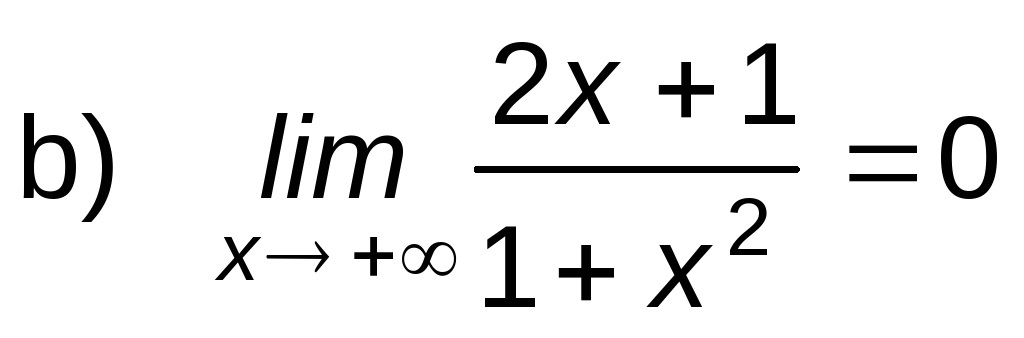 b) lim x→ +∞ (2x + 1)/(1 + x²) = 0